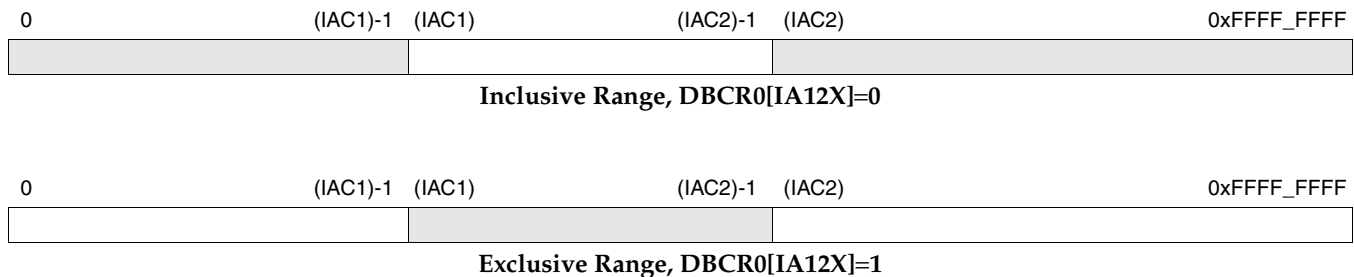 0 (IAC1)-1 (IAC1) (IAC2)-1 (IAC2) 0xFFFF_FFFF
Inclusive Range, DBCR0[IA12X]=0
0 (IAC1)-1 (IAC1) (IAC2)-1 (IAC2) 0xFFFF_FFFF
Exclusive Range, DBCR0[IA12X]=1